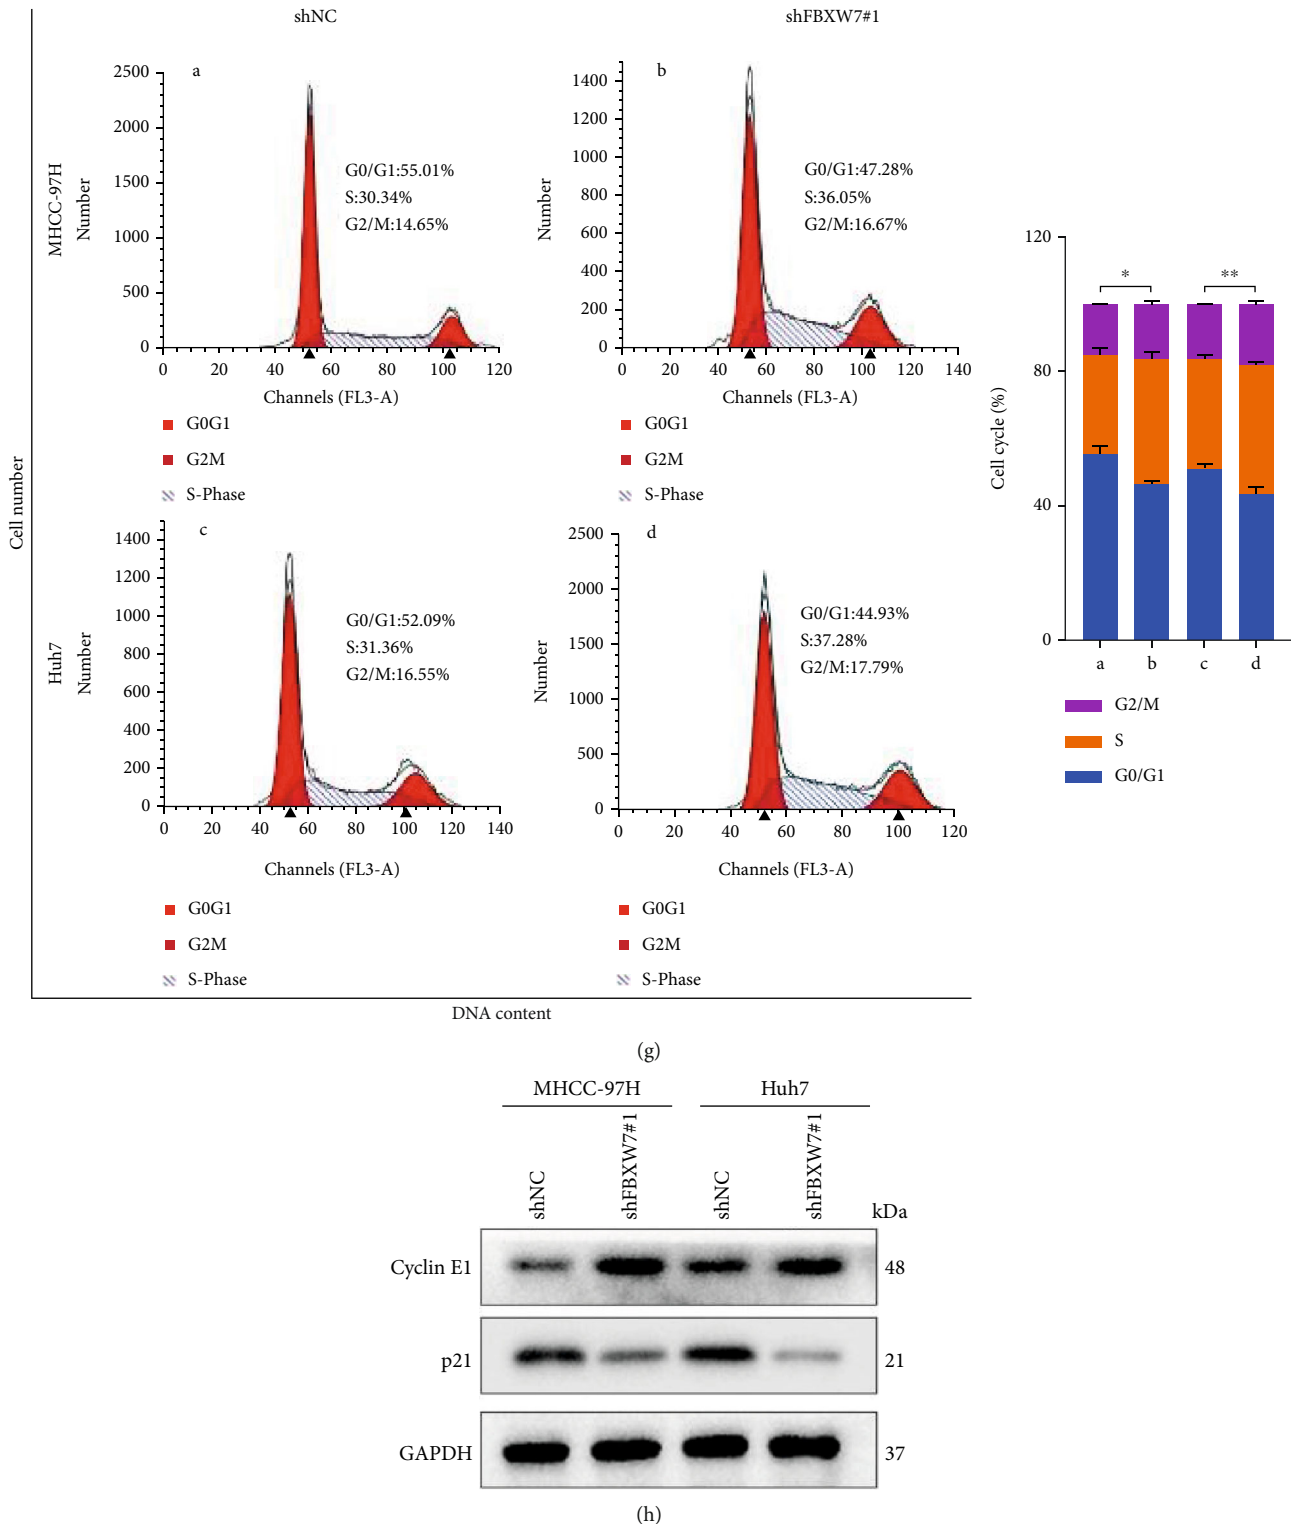 shNC
shFBXW7#1
Cell number
MHCC-97H
Number
2500
2000
1500
1000
500
0
a
G0/G1:55.01%
S:30.34%
G2/M:14.65%
0 20 40 60 80 100 120
Channels (FL3-A)
G0G1
G2M
S-Phase
Number
1400
1200
1000
800
600
400
200
0
b
G0/G1:47.28%
S:36.05%
G2/M:16.67%
0 20 40 60 80 100 120 140
Channels (FL3-A)
G0G1
G2M
S-Phase
Huh7
Number
1400
1200
1000
800
600
400
200
0
c
G0/G1:52.09%
S:31.36%
G2/M:16.55%
0 20 40 60 80 100 120 140
Channels (FL3-A)
G0G1
G2M
S-Phase
Number
2500
2000
1500
1000
500
0
d
G0/G1:44.93%
S:37.28%
G2/M:17.79%
0 20 40 60 80 100 120
Channels (FL3-A)
G0G1
G2M
S-Phase
DNA content
Cell cycle (%)
120
80
40
0
* **
a b c d
G2/M
S
G0/G1
(g)
MHCC-97H Huh7
shNC
shFBXW7#1
shNC
shFBXW7#1
kDa
Cyclin E1 48
p21 21
GAPDH 37
(h)